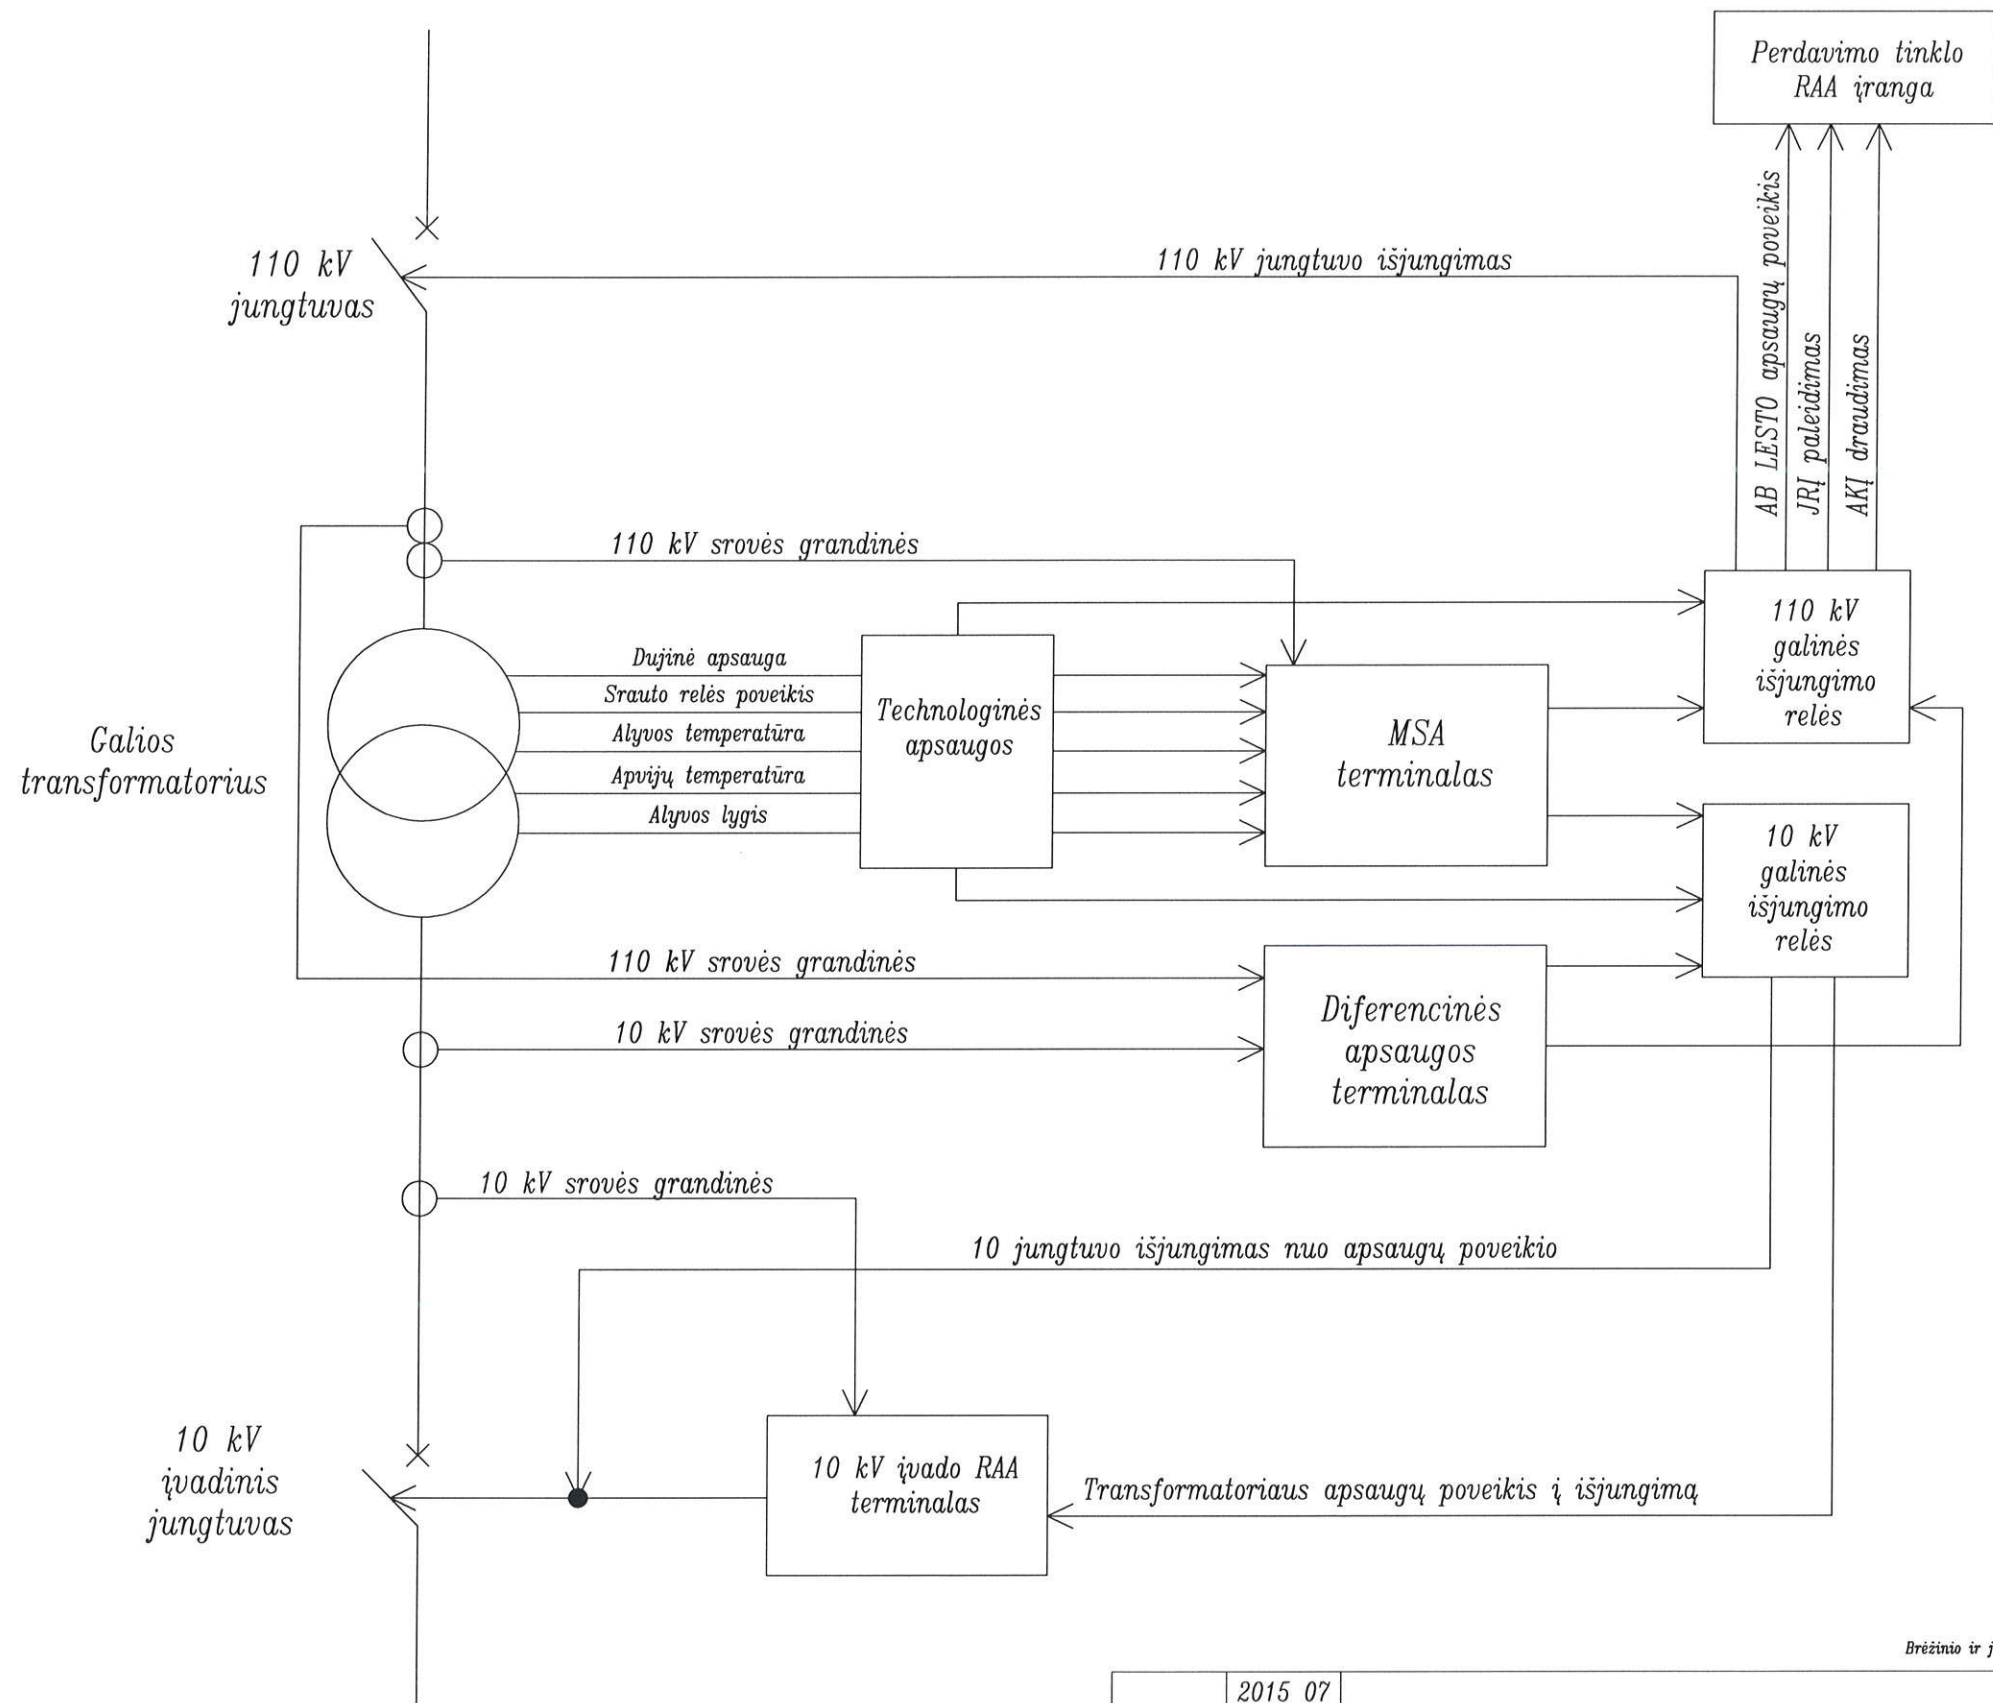 Perdavimo tinklo
RAA įranga
110 kV
jungtuvas
110 kV jungtuvo išjungimas
AB LESTO apsaugų poveikis
JRĮ paleidimas
AKĮ draudimas
110 kV srovės grandinės
110 kV
galinės
išjungimo
relės
Galios
transformatorius
Dujinė apsauga
Srauto relės poveikis
Alyvos temperatūra
Apvijų temperatūra
Alyvos lygis
Technologinės
apsaugos
MSA
terminalas
10 kV
galinės
išjungimo
relės
110 kV srovės grandinės
10 kV srovės grandinės
Diferencinės
apsaugos
terminalas
10 kV srovės grandinės
10 jungtuvo išjungimas nuo apsaugų poveikio
10 kV
įvadinis
jungtuvas
10 kV įvado RAA
terminalas
Transformatoriaus apsaugų poveikis į išjungimą
Brėžinio ir j
2015 07